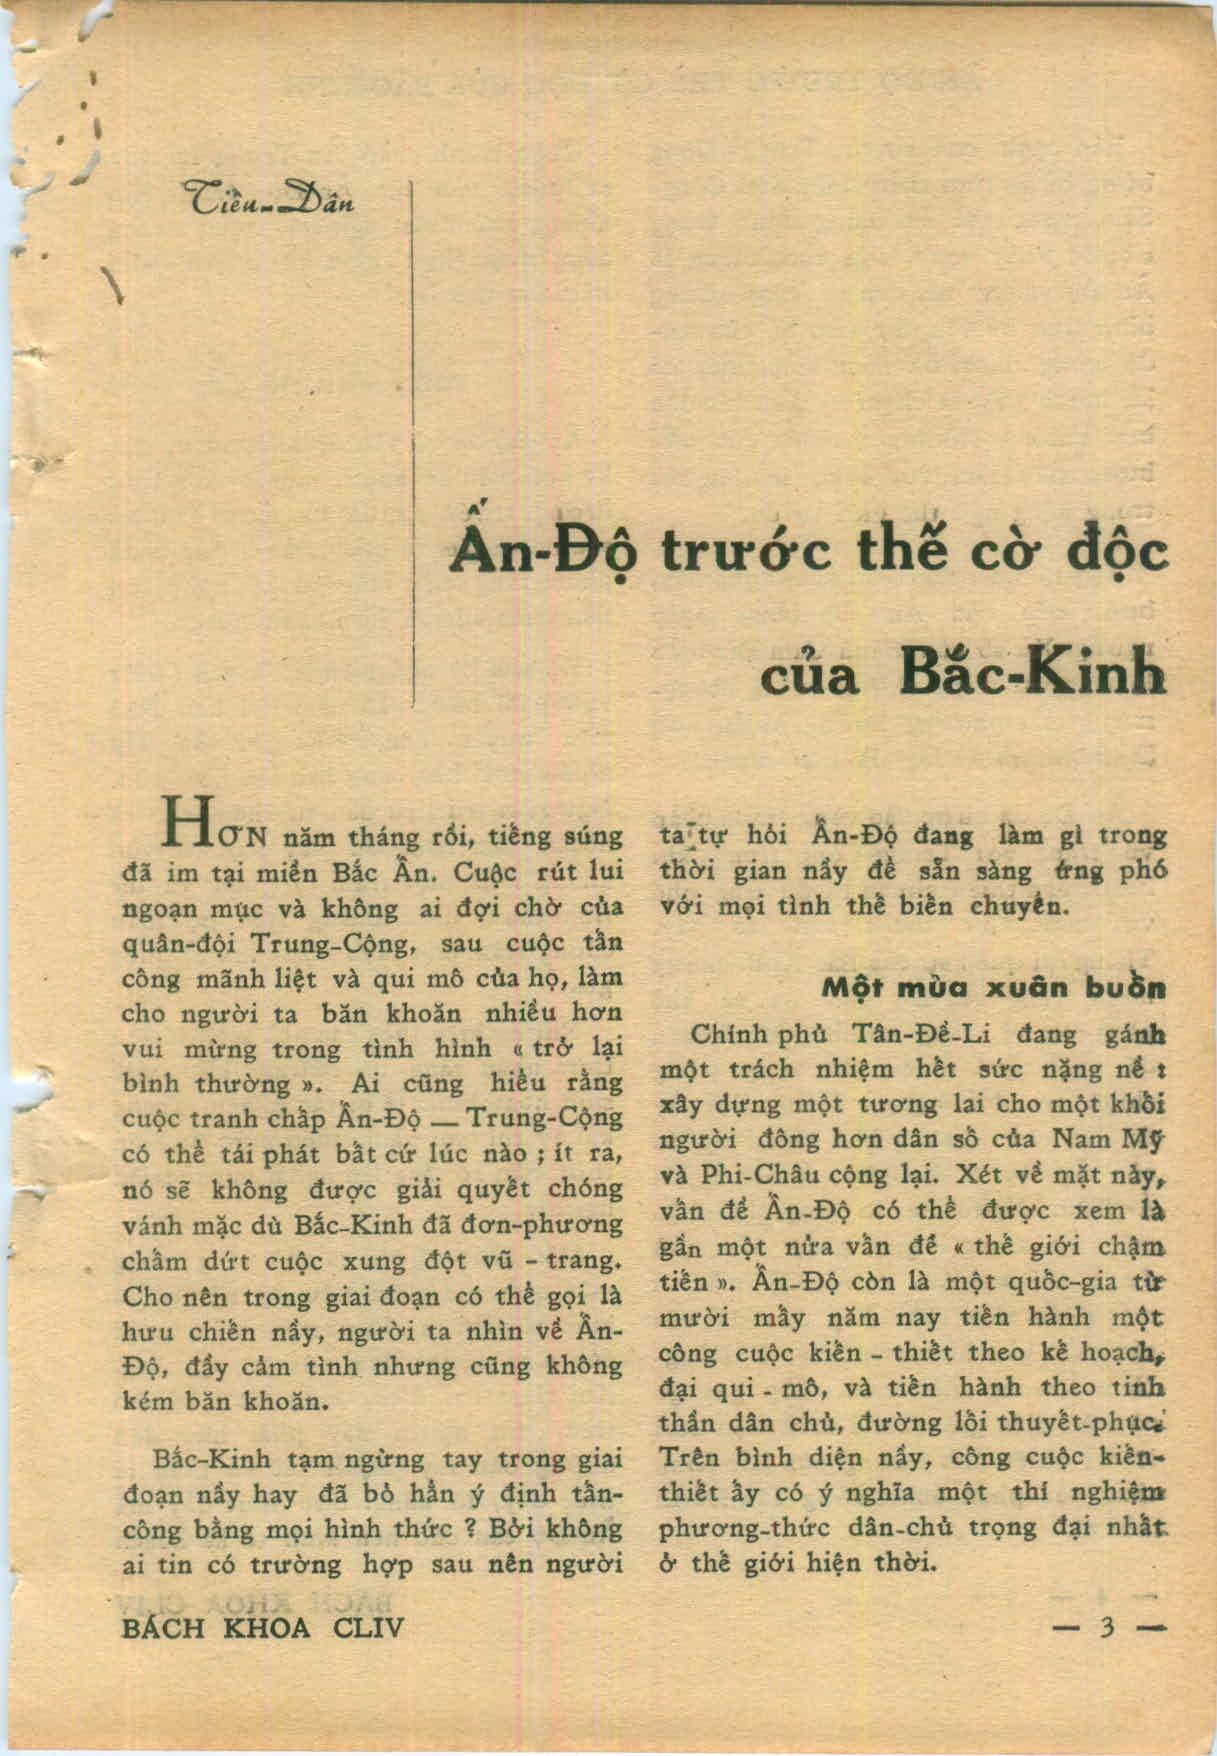 Tiêu-Dân
Ấn-Độ trước thế cờ độc
của Bắc-Kinh
HƠN năm tháng rồi, tiếng súng
đã im tại miền Bắc Ấn. Cuộc rút lui
ngoạn mục và không ai đợi chờ của
quân-đội Trung-Cộng, sau cuộc tấn
công mãnh liệt và qui mô của họ, làm
cho người ta băn khoăn nhiều hơn
vui mừng trong tình hình « trở lại
bình thường ». Ai cũng hiểu rằng
cuộc tranh chấp Ấn-Độ — Trung-Cộng
có thể tái phát bất cứ lúc nào ; ít ra,
nó sẽ không được giải quyết chóng
vánh mặc dù Bắc-Kinh đã đơn-phương
chấm dứt cuộc xung đột vũ - trang.
Cho nên trong giai đoạn có thể gọi là
hưu chiến nầy, người ta nhìn về Ấn-
Độ, đầy cảm tình nhưng cũng không
kém băn khoăn.
Bắc-Kinh tạm ngừng tay trong giai
đoạn nầy hay đã bỏ hẳn ý định tấn-
công bằng mọi hình thức ? Bởi không
ai tin có trường hợp sau nên người
ta tự hỏi Ấn-Độ đang làm gì trong
thời gian nầy để sẵn sàng ứng phó
với mọi tình thế biến chuyển.
Một mùa xuân buồn
Chính phủ Tân-Đề-Li đang gánh
một trách nhiệm hết sức nặng nề :
xây dựng một tương lai cho một khối
người đông hơn dân số của Nam Mỹ
và Phi-Châu cộng lại. Xét về mặt này,
vấn đề Ấn-Độ có thể được xem là
gần một nửa vấn đề « thế giới chậm
tiến ». Ấn-Độ còn là một quốc-gia từ
mười mấy năm nay tiến hành một
công cuộc kiến - thiết theo kế hoạch,
đại qui - mô, và tiến hành theo tinh
thần dân chủ, đường lối thuyết-phục.
Trên bình diện nầy, công cuộc kiến-
thiết ấy có ý nghĩa một thí nghiệm
phương-thức dân-chủ trọng đại nhất
ở thế giới hiện thời.
BÁCH KHOA CLIV
— 3 —